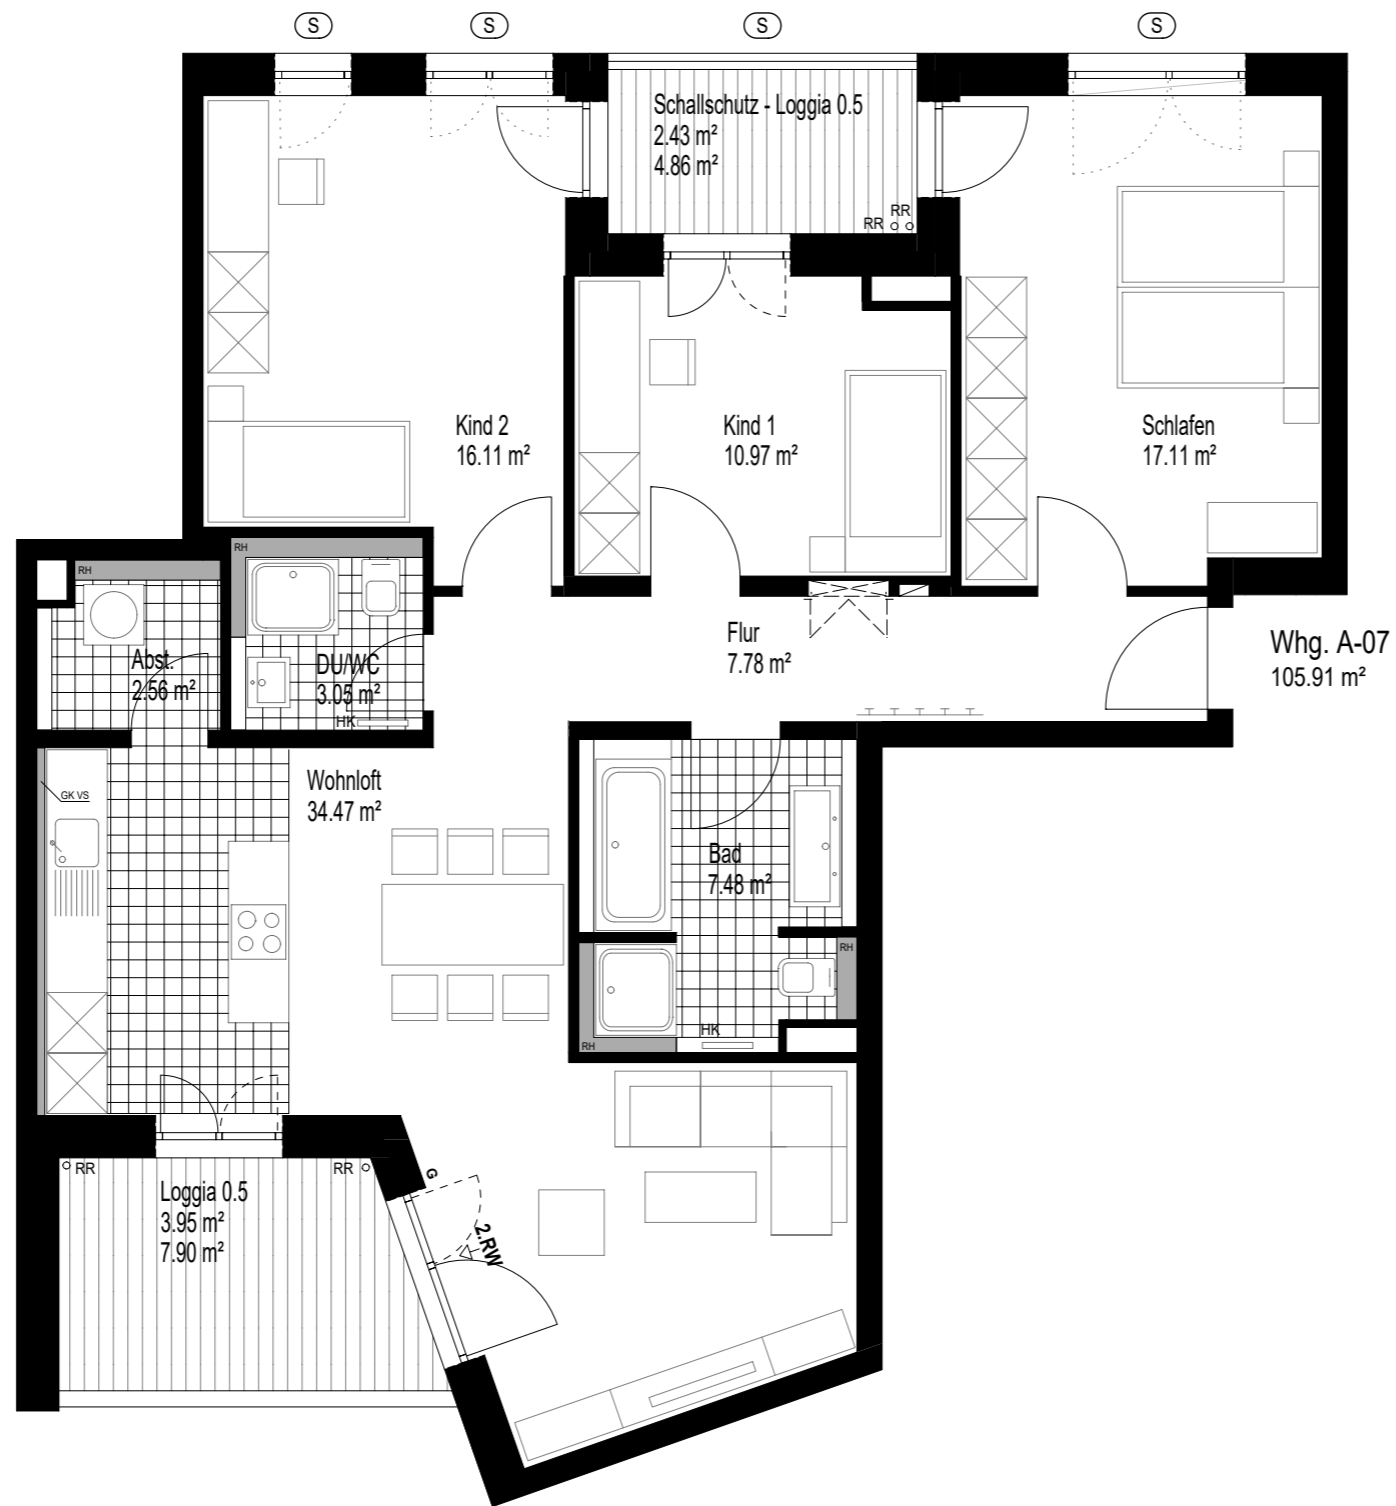 S
S
S
S
Schallschutz - Loggia 0.5
2.43 m²
4.86 m²
RR
RR
Kind 2
16.11 m²
Kind 1
10.97 m²
Schlafen
17.11 m²
RH
RH
Abst.
2.56 m²
DU/WC
3.05 m²
HK
Flur
7.78 m²
Whg. A-07
105.91 m²
Wohnloft
34.47 m²
GK VS
Bad
7.48 m²
RH
HK
RH
RR
RR
Loggia 0.5
3.95 m²
7.90 m²
G
2.RW